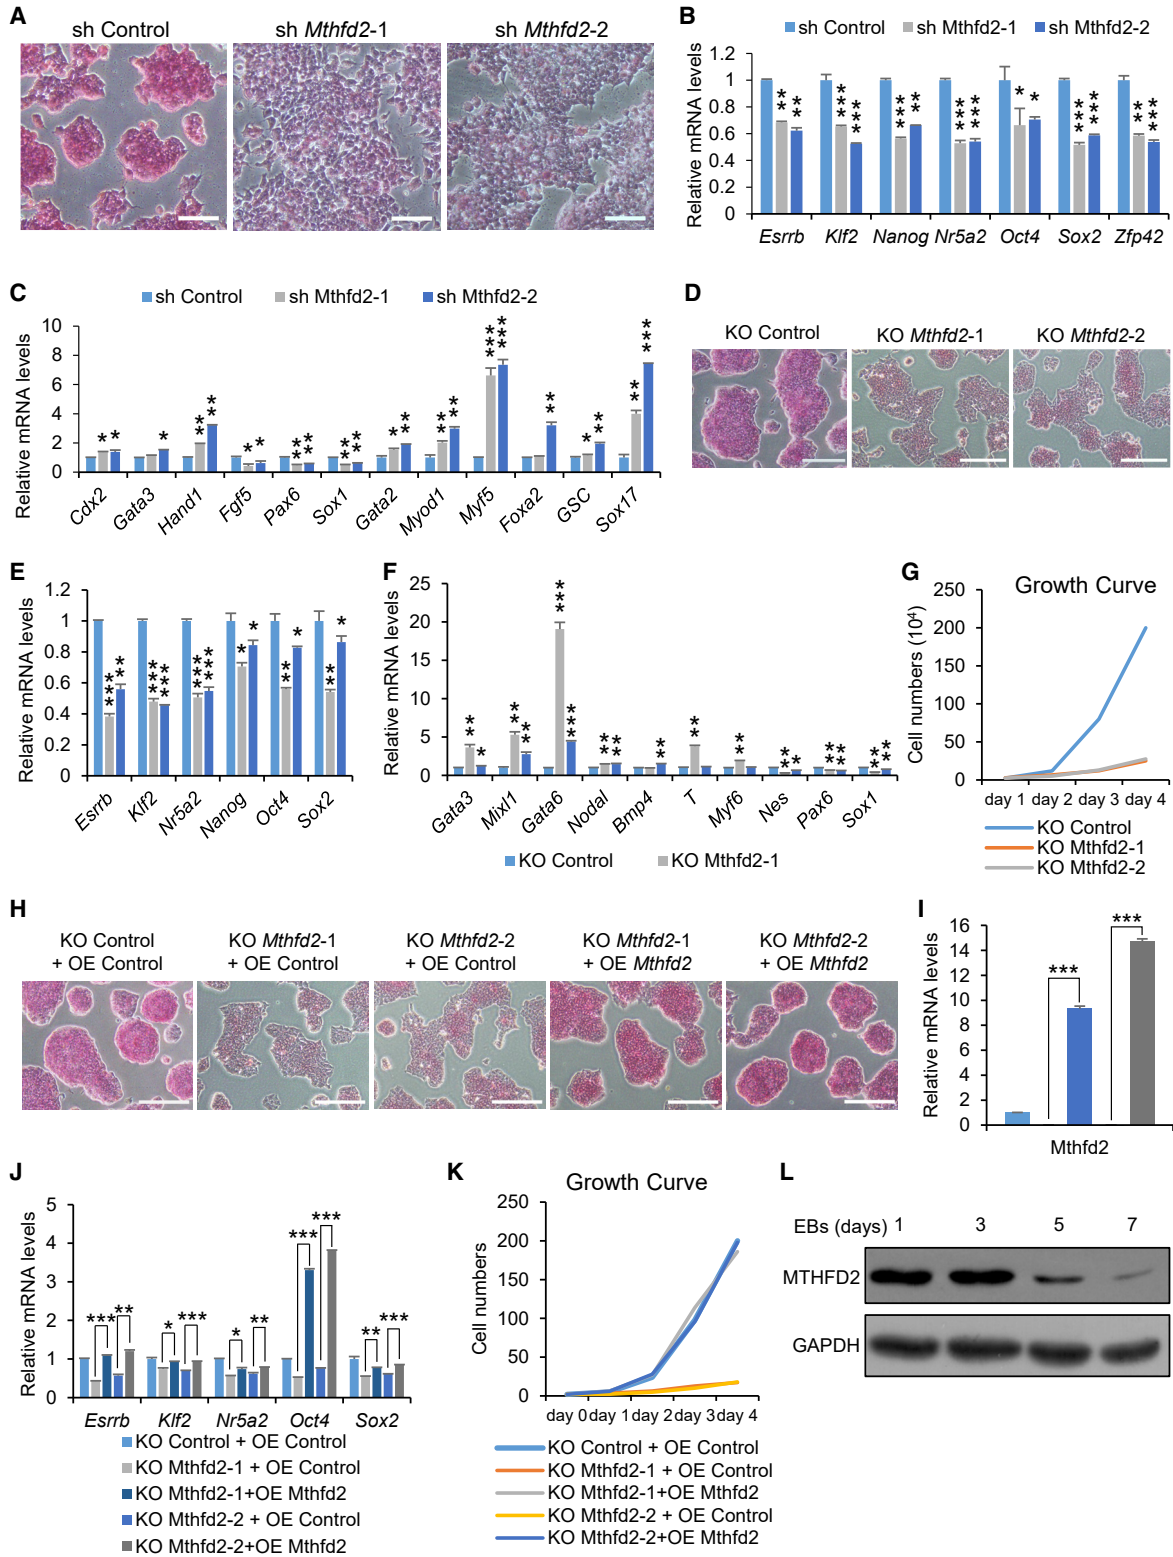 A
sh Control
sh Mthfd2-1
sh Mthfd2-2
B
sh Control
sh Mthfd2-1
sh Mthfd2-2
Relative mRNA levels
1.2
1
0.8
0.6
0.4
0.2
0
** ** *** *** *** ** *** *** * * *** *** ** ***
Esrrb Klf2 Nanog Nr5a2 Oct4 Sox2 Zfp42
C
sh Control
sh Mthfd2-1
sh Mthfd2-2
Relative mRNA levels
10
8
6
4
2
0
* * * ** ** * * ** ** ** ** * ** ** ** *** *** ** * ** ** ***
Cdx2 Gata3 Hand1 Fgf5 Pax6 Sox1 Gata2 Myod1 Myf5 Foxa2 GSC Sox17
D
KO Control
KO Mthfd2-1
KO Mthfd2-2
E
Relative mRNA levels
1.2
1
0.8
0.6
0.4
0.2
0
*** ** *** *** *** *** * * ** * ** *
Esrrb Klf2 Nr5a2 Nanog Oct4 Sox2
F
Relative mRNA levels
25
20
15
10
5
0
** * ** ** *** *** ** ** ** ** ** ** * ** ** ** **
Gata3 Mixl1 Gata6 Nodal Bmp4 T Myf6 Nes Pax6 Sox1
KO Control
KO Mthfd2-1
G
Growth Curve
Cell numbers (10⁴)
250
200
150
100
50
0
day 1 day 2 day 3 day 4
KO Control
KO Mthfd2-1
KO Mthfd2-2
H
KO Control
+ OE Control
KO Mthfd2-1
+ OE Control
KO Mthfd2-2
+ OE Control
KO Mthfd2-1
+ OE Mthfd2
KO Mthfd2-2
+ OE Mthfd2
I
Relative mRNA levels
16
14
12
10
8
6
4
2
0
*** ***
Mthfd2
J
Relative mRNA levels
5
4
3
2
1
0
*** ** * *** * ** *** *** ** ***
Esrrb Klf2 Nr5a2 Oct4 Sox2
KO Control + OE Control
KO Mthfd2-1 + OE Control
KO Mthfd2-1+OE Mthfd2
KO Mthfd2-2 + OE Control
KO Mthfd2-2+OE Mthfd2
K
Growth Curve
Cell numbers
250
200
150
100
50
0
day 0 day 1 day 2 day 3 day 4
KO Control + OE Control
KO Mthfd2-1 + OE Control
KO Mthfd2-1+OE Mthfd2
KO Mthfd2-2 + OE Control
KO Mthfd2-2+OE Mthfd2
L
EBs (days) 1 3 5 7
MTHFD2
GAPDH